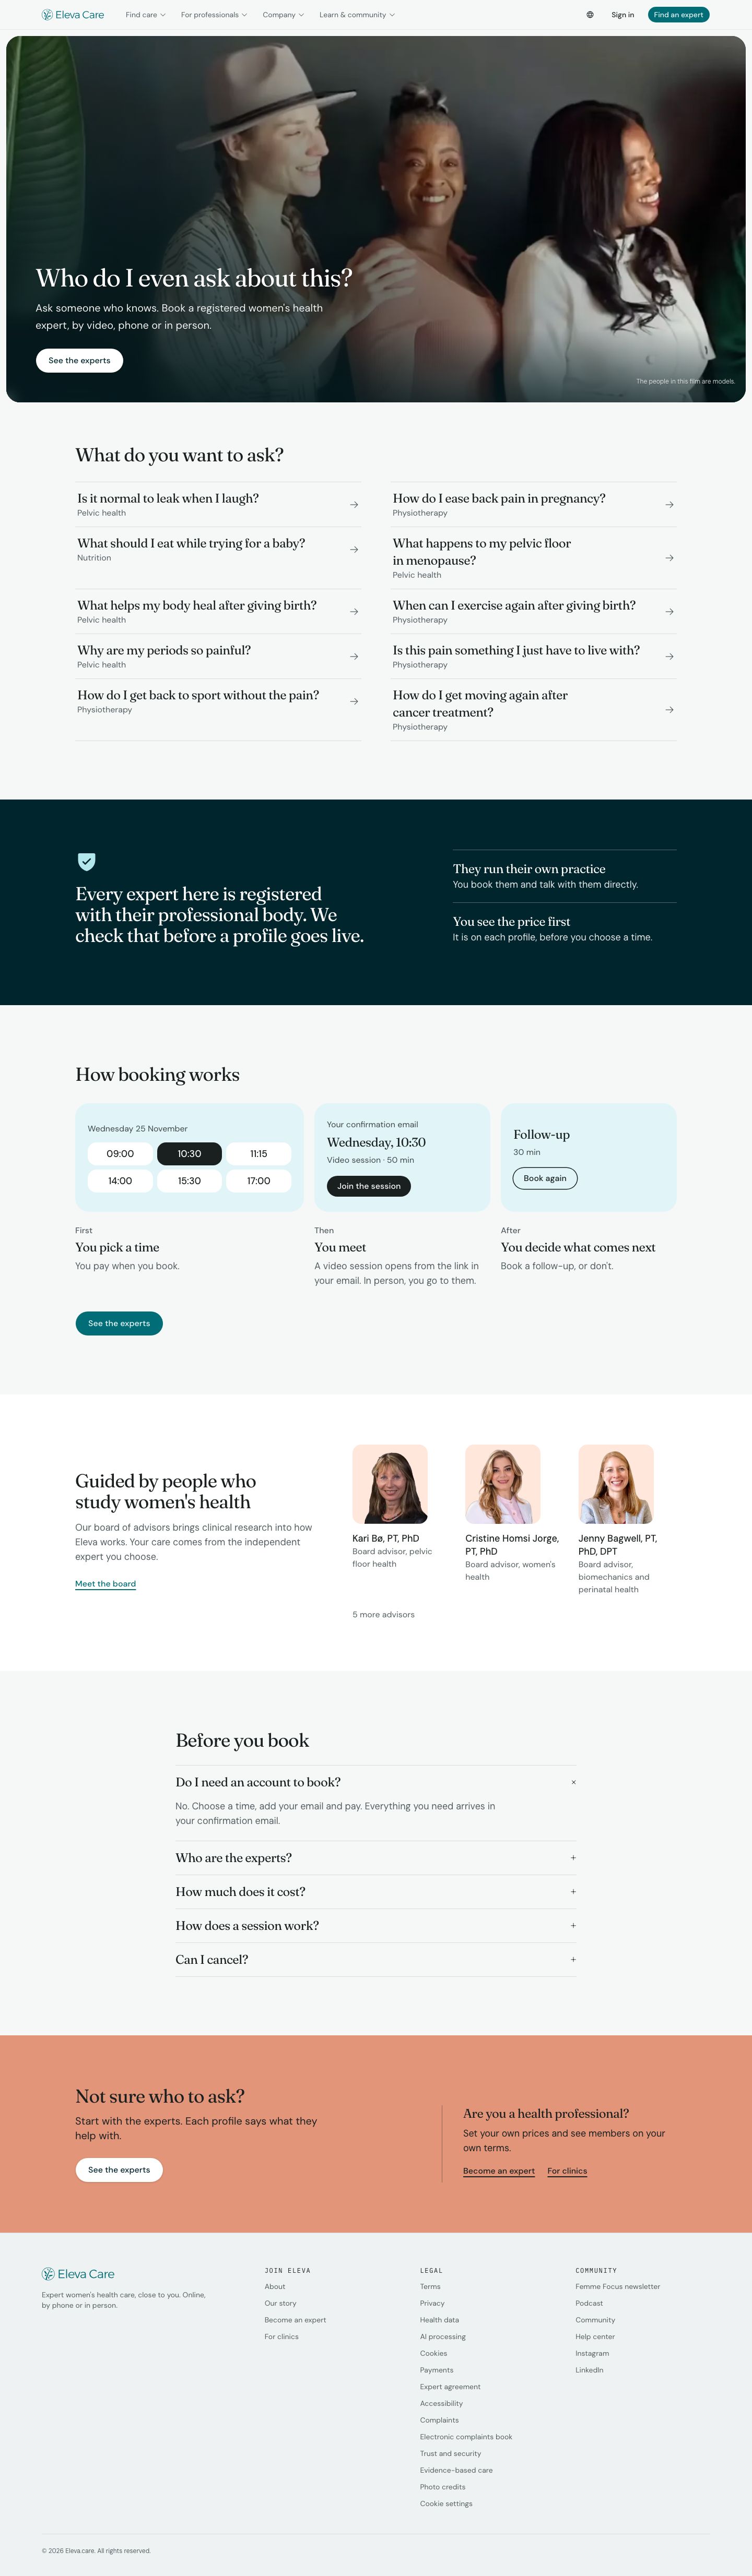 Eleva Care
Find care
For professionals
Company
Learn & community
Sign in
Find an expert
Who do I even ask about this?
Ask someone who knows. Book a registered women's health
expert, by video, phone or in person.
See the experts
The people in this film are models.
What do you want to ask?
Is it normal to leak when I laugh?
Pelvic health
How do I ease back pain in pregnancy?
Physiotherapy
What should I eat while trying for a baby?
Nutrition
What happens to my pelvic floor
in menopause?
Pelvic health
What helps my body heal after giving birth?
Pelvic health
When can I exercise again after giving birth?
Physiotherapy
Why are my periods so painful?
Pelvic health
Is this pain something I just have to live with?
Physiotherapy
How do I get back to sport without the pain?
Physiotherapy
How do I get moving again after
cancer treatment?
Physiotherapy
Every expert here is registered
with their professional body. We
check that before a profile goes live.
They run their own practice
You book them and talk with them directly.
You see the price first
It is on each profile, before you choose a time.
How booking works
Wednesday 25 November
09:00
10:30
11:15
14:00
15:30
17:00
First
You pick a time
You pay when you book.
Your confirmation email
Wednesday, 10:30
Video session · 50 min
Join the session
Then
You meet
A video session opens from the link in
your email. In person, you go to them.
Follow-up
30 min
Book again
After
You decide what comes next
Book a follow-up, or don't.
See the experts
Guided by people who
study women's health
Our board of advisors brings clinical research into how
Eleva works. Your care comes from the independent
expert you choose.
Meet the board
Kari Bø, PT, PhD
Board advisor, pelvic
floor health
Cristine Homsi Jorge,
PT, PhD
Board advisor, women's
health
Jenny Bagwell, PT,
PhD, DPT
Board advisor,
biomechanics and
perinatal health
5 more advisors
Before you book
Do I need an account to book?
No. Choose a time, add your email and pay. Everything you need arrives in
your confirmation email.
Who are the experts?
How much does it cost?
How does a session work?
Can I cancel?
Not sure who to ask?
Start with the experts. Each profile says what they
help with.
See the experts
Are you a health professional?
Set your own prices and see members on your
own terms.
Become an expert
For clinics
Eleva Care
Expert women's health care, close to you. Online,
by phone or in person.
JOIN ELEVA
About
Our story
Become an expert
For clinics
LEGAL
Terms
Privacy
Health data
AI processing
Cookies
Payments
Expert agreement
Accessibility
Complaints
Electronic complaints book
Trust and security
Evidence-based care
Photo credits
Cookie settings
COMMUNITY
Femme Focus newsletter
Podcast
Community
Help center
Instagram
LinkedIn
© 2026 Eleva.care. All rights reserved.